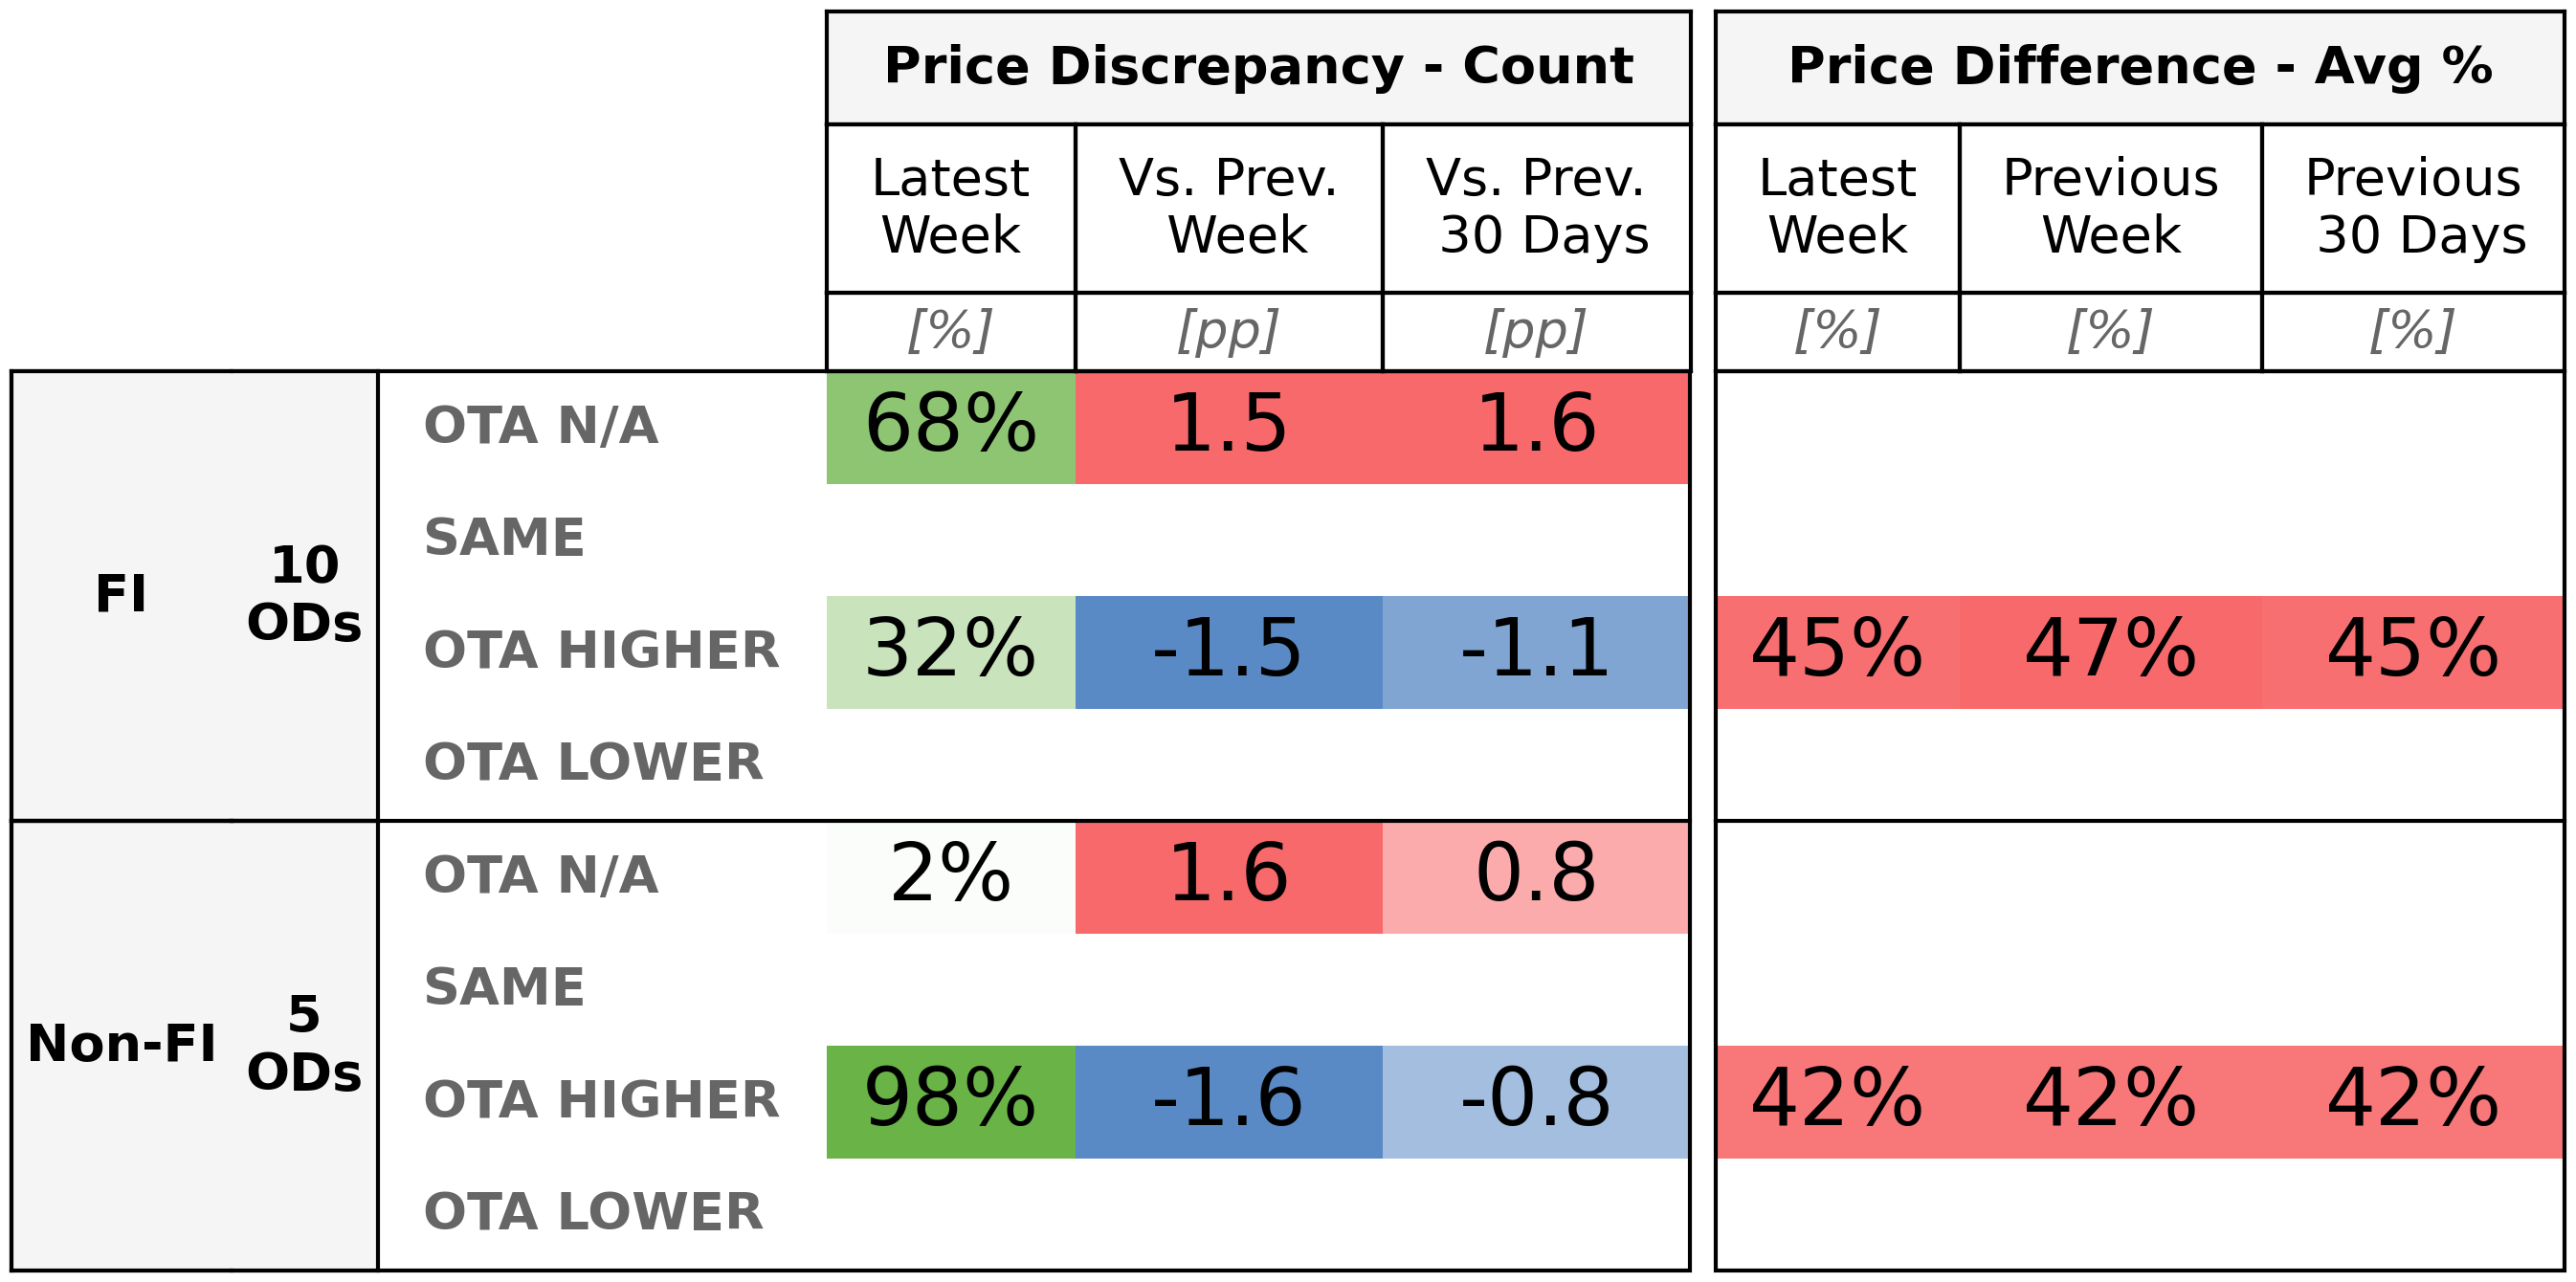 Price Discrepancy - Count
Price Difference - Avg %
Latest Week
Vs. Prev. Week
Vs. Prev. 30 Days
Latest Week
Previous Week
Previous 30 Days
[%] [pp] [pp] [%] [%] [%]
FI
10 ODs
OTA N/A 68% 1.5 1.6
SAME
OTA HIGHER 32% -1.5 -1.1 45% 47% 45%
OTA LOWER
Non-FI
5 ODs
OTA N/A 2% 1.6 0.8
SAME
OTA HIGHER 98% -1.6 -0.8 42% 42% 42%
OTA LOWER